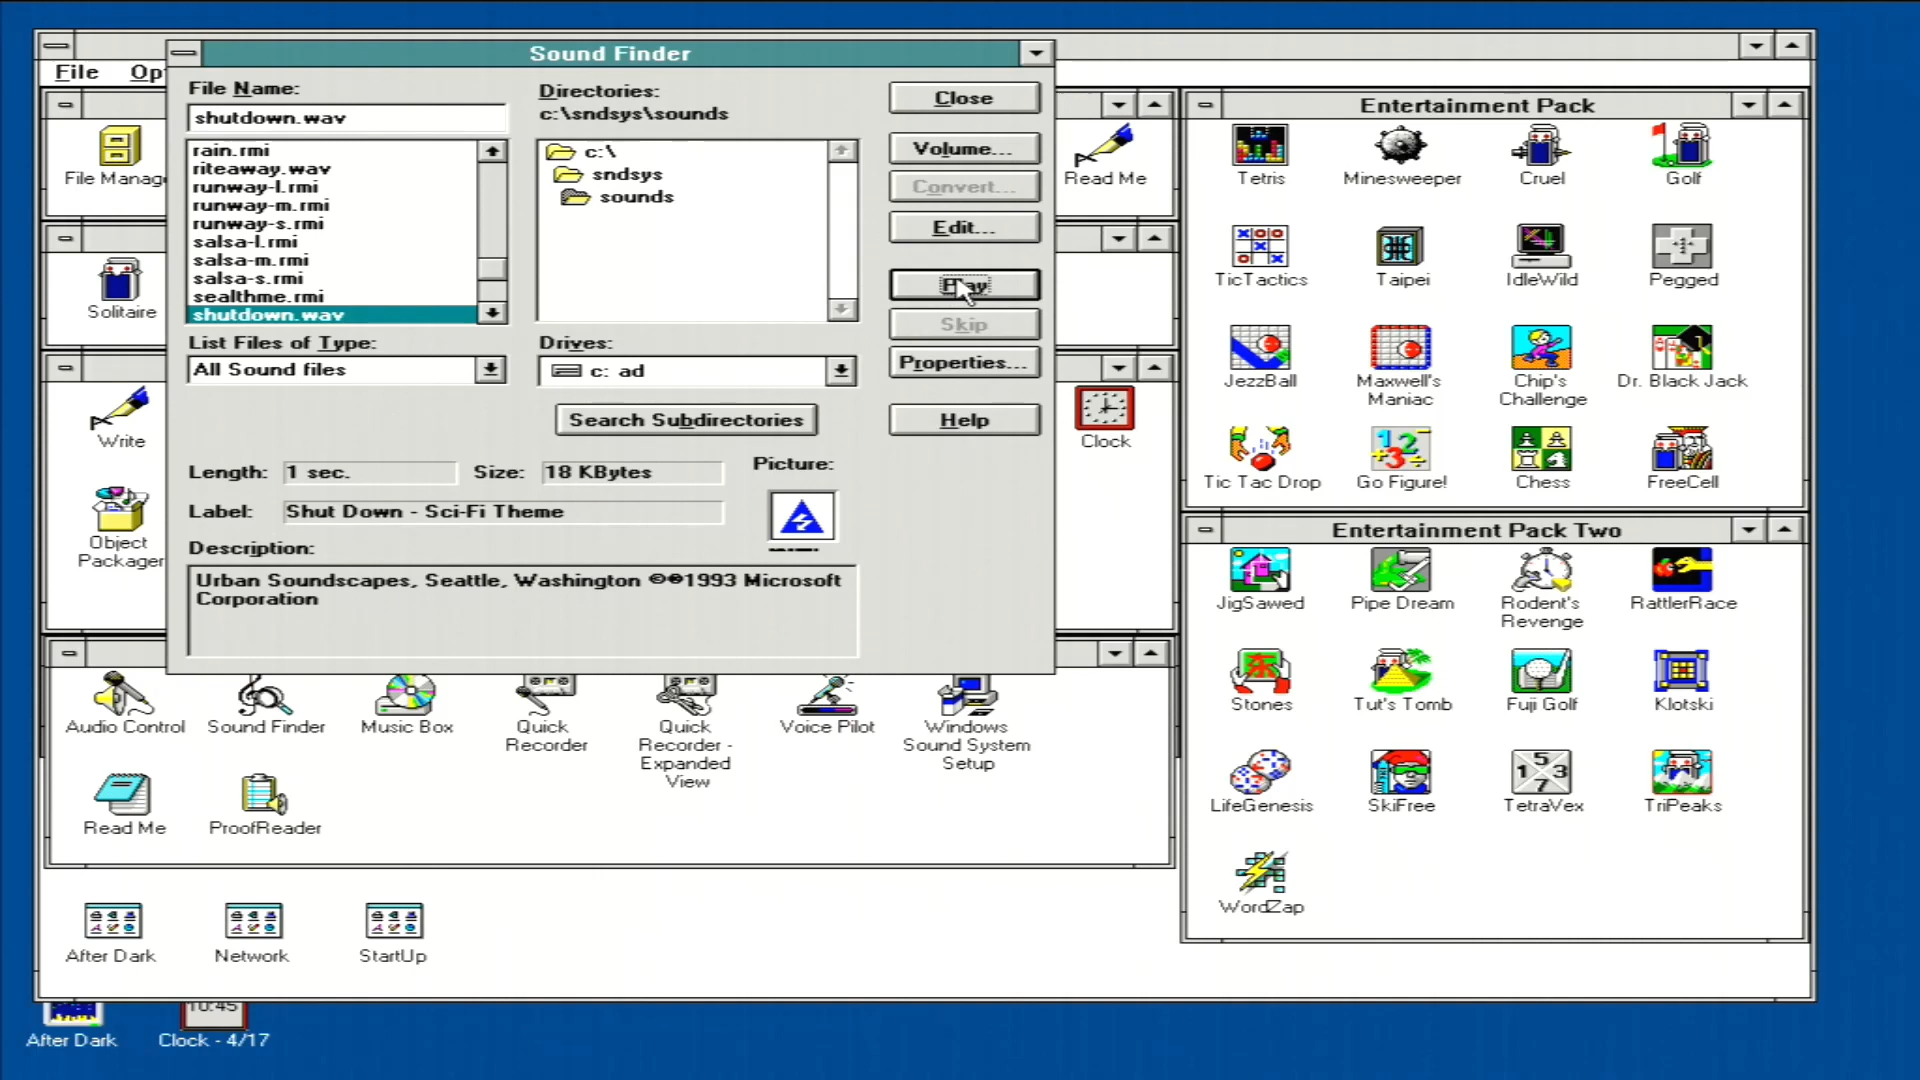 Sound Finder
File Op
File Name:
shutdown.wav
rain.rmi
riteaway.wav
runway-l.rmi
runway-m.rmi
runway-s.rmi
salsa-l.rmi
salsa-m.rmi
salsa-s.rmi
sealthme.rmi
shutdown.wav
List Files of Type:
All Sound files
Directories:
c:\sndsys\sounds
c:\
sndsys
sounds
Drives:
c: ad
Search Subdirectories
Close
Volume...
Convert...
Edit...
Play
Skip
Properties...
Help
Length: 1 sec. Size: 18 KBytes Picture:
Label: Shut Down - Sci-Fi Theme
Description:
Urban Soundscapes, Seattle, Washington ©®1993 Microsoft
Corporation
File Manag
Solitaire
Write
Object
Packager
Read Me
Clock
Entertainment Pack
Tetris Minesweeper Cruel Golf
TicTactics Taipei IdleWild Pegged
JezzBall Maxwell's Maniac Chip's Challenge Dr. Black Jack
Tic Tac Drop Go Figure! Chess FreeCell
Entertainment Pack Two
JigSawed Pipe Dream Rodent's Revenge RattlerRace
Stones Tut's Tomb Fuji Golf Klotski
LifeGenesis SkiFree TetraVex TriPeaks
WordZap
Audio Control Sound Finder Music Box Quick Recorder Quick Recorder - Expanded View Voice Pilot Windows Sound System Setup
Read Me ProofReader
After Dark Network StartUp
10:45
After Dark Clock - 4/17